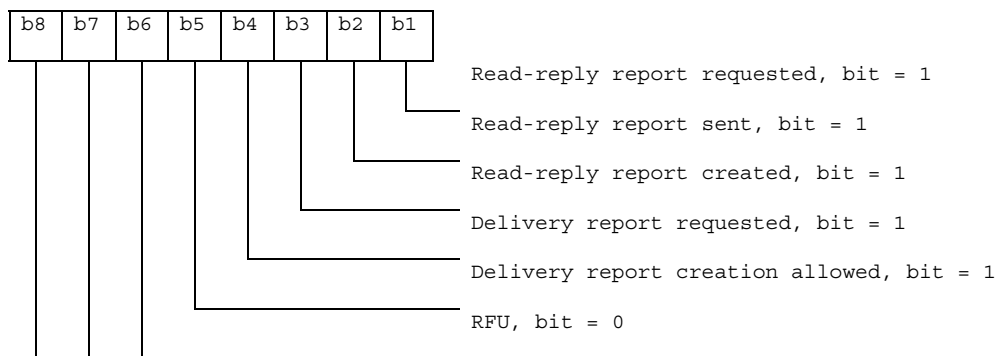 b8 b7 b6 b5 b4 b3 b2 b1
Read-reply report requested, bit = 1
Read-reply report sent, bit = 1
Read-reply report created, bit = 1
Delivery report requested, bit = 1
Delivery report creation allowed, bit = 1
RFU, bit = 0